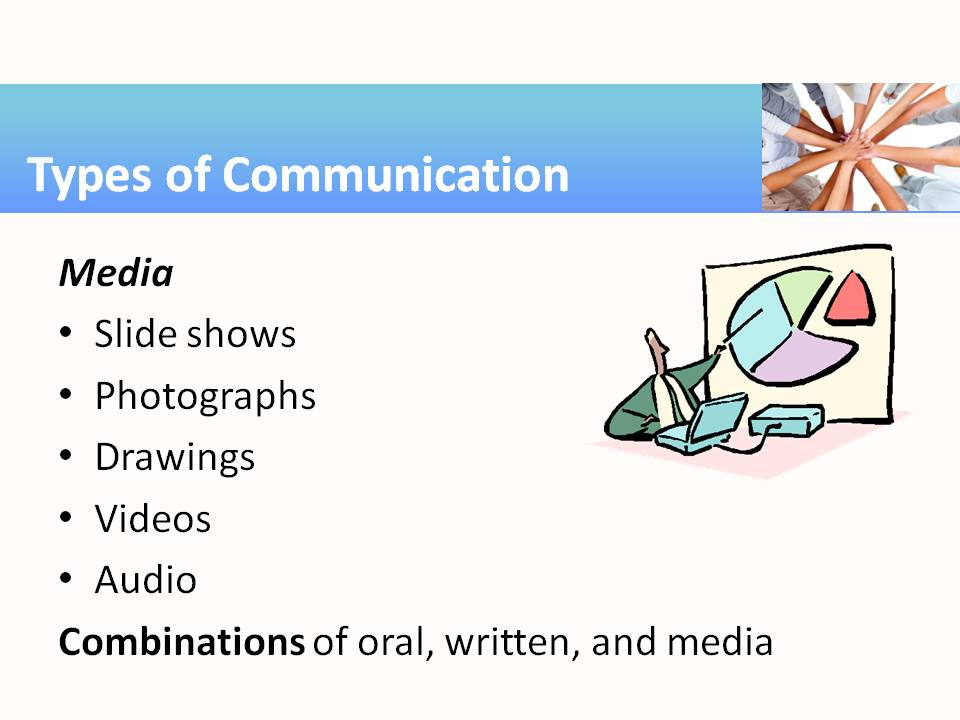 Types of Communication
Media
• Slide shows
• Photographs
• Drawings
• Videos
• Audio
Combinations of oral, written, and media